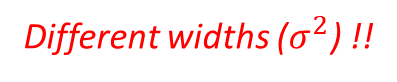 Different widths (σ²) !!